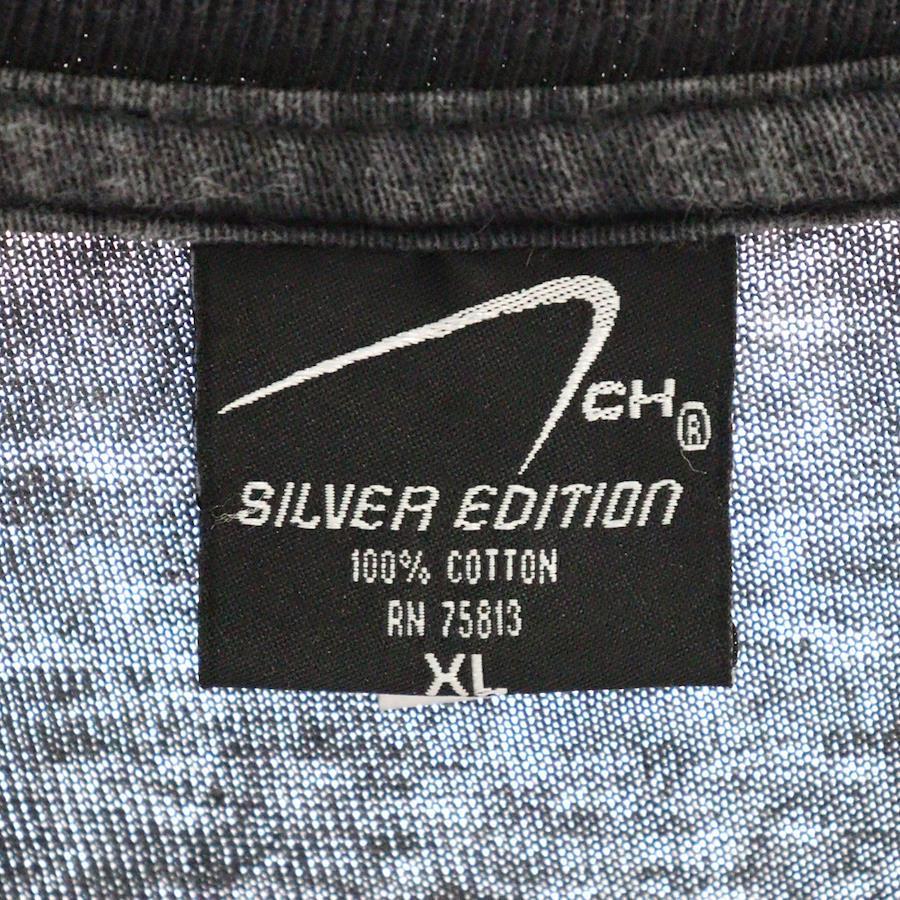 CH®
SILVER EDITION
100% COTTON
RN 75813
XL